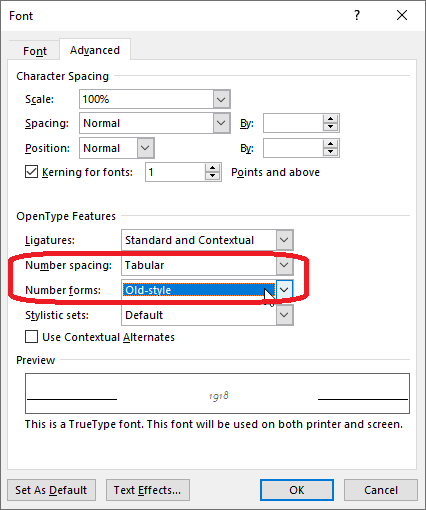 Font ?
Font Advanced
Character Spacing
Scale: 100%
Spacing: Normal By:
Position: Normal By:
Kerning for fonts: 1 Points and above
OpenType Features
Ligatures: Standard and Contextual
Number spacing: Tabular
Number forms: Old-style
Stylistic sets: Default
Use Contextual Alternates
Preview
1918
This is a TrueType font. This font will be used on both printer and screen.
Set As Default Text Effects... OK Cancel